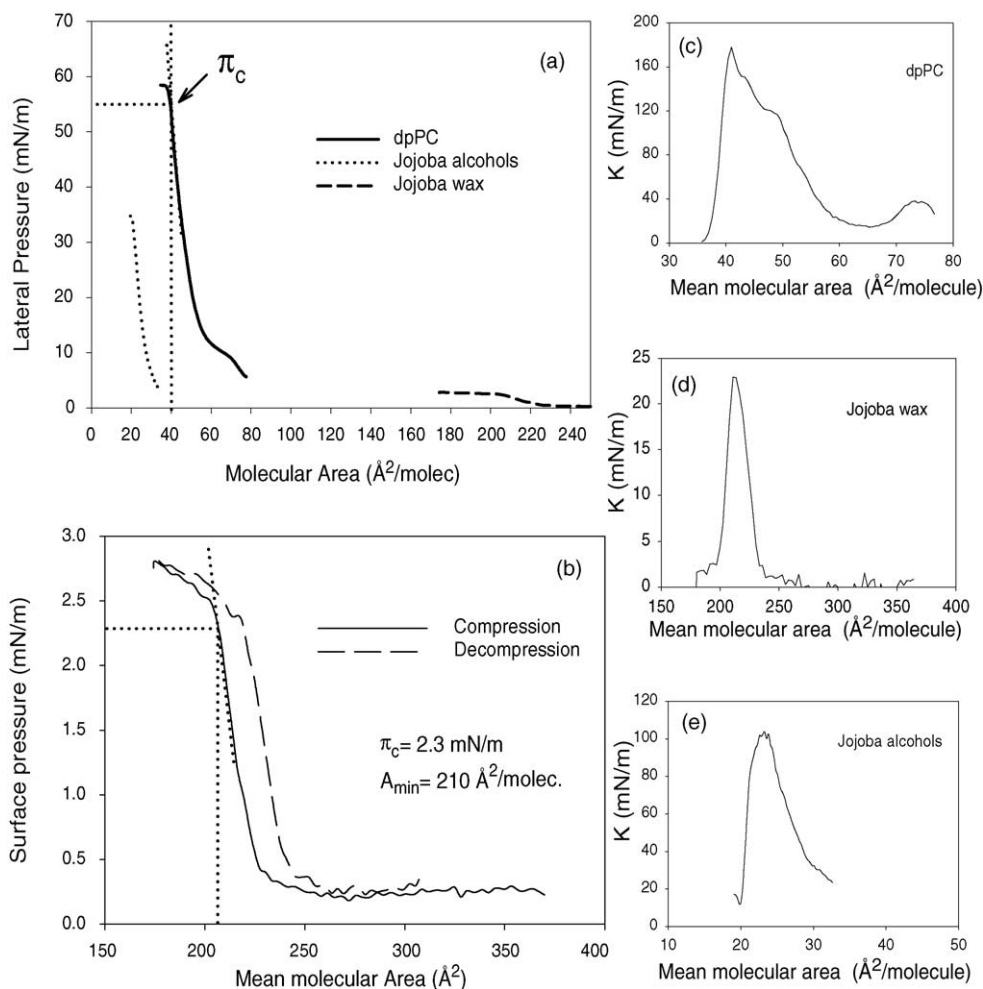 (a)
π_c
Lateral Pressure (mN/m)
70
60
50
40
30
20
10
0
dpPC
Jojoba alcohols
Jojoba wax
0 20 40 60 80 100 120 140 160 180 200 220 240
Molecular Area (Å²/molec)
(b)
Surface pressure (mN/m)
3.0
2.5
2.0
1.5
1.0
0.5
0.0
Compression
Decompression
π_c= 2.3 mN/m
A_min= 210 Å²/molec.
150 200 250 300 350 400
Mean molecular Area (Å²)
(c)
dpPC
K (mN/m)
200
160
120
80
40
0
30 40 50 60 70 80
Mean molecular area (Å²/molecule)
(d)
Jojoba wax
K (mN/m)
25
20
15
10
5
0
150 200 250 300 350 400
Mean molecular area (Å²/molecule)
(e)
Jojoba alcohols
K (mN/m)
120
100
80
60
40
20
0
10 20 30 40 50
Mean molecular area (Å²/molecule)